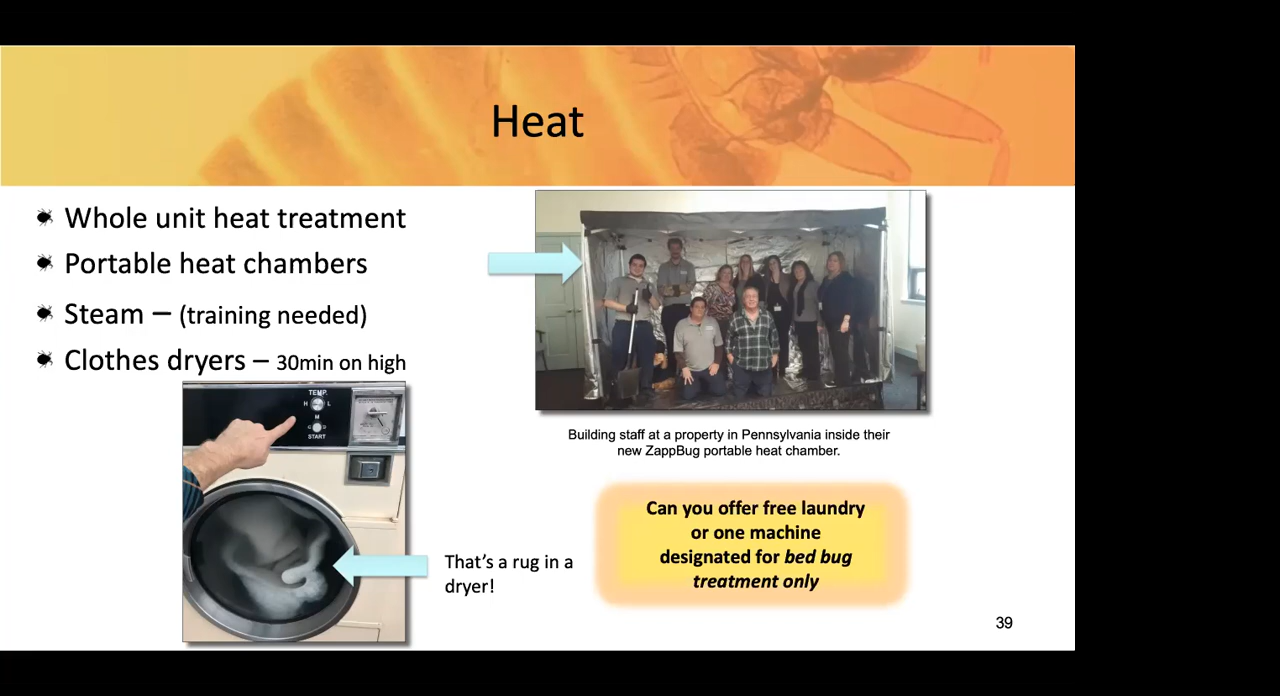 Heat
Whole unit heat treatment
Portable heat chambers
Steam – (training needed)
Clothes dryers – 30min on high
TEMP.
H L
M
START
Building staff at a property in Pennsylvania inside their
new ZappBug portable heat chamber.
Can you offer free laundry
or one machine
designated for bed bug
treatment only
That’s a rug in a
dryer!
39